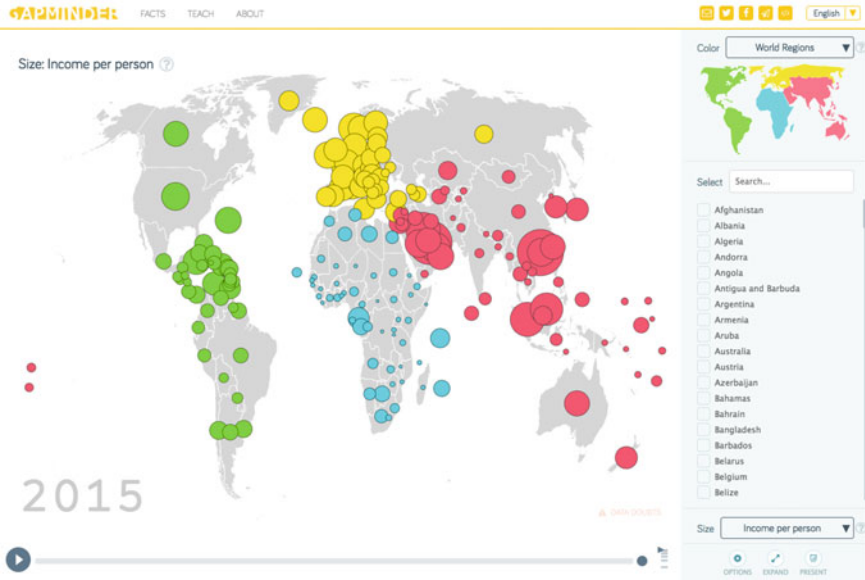 GAPMINDER FACTS TEACH ABOUT English ▼
Color World Regions ▼ ?
Size: Income per person ?
Select Search...
Afghanistan
Albania
Algeria
Andorra
Angola
Antigua and Barbuda
Argentina
Armenia
Aruba
Australia
Austria
Azerbaijan
Bahamas
Bahrain
Bangladesh
Barbados
Belarus
Belgium
Belize
2015
DATA DOUBTS
Size Income per person ▼ ?
OPTIONS EXPAND PRESENT